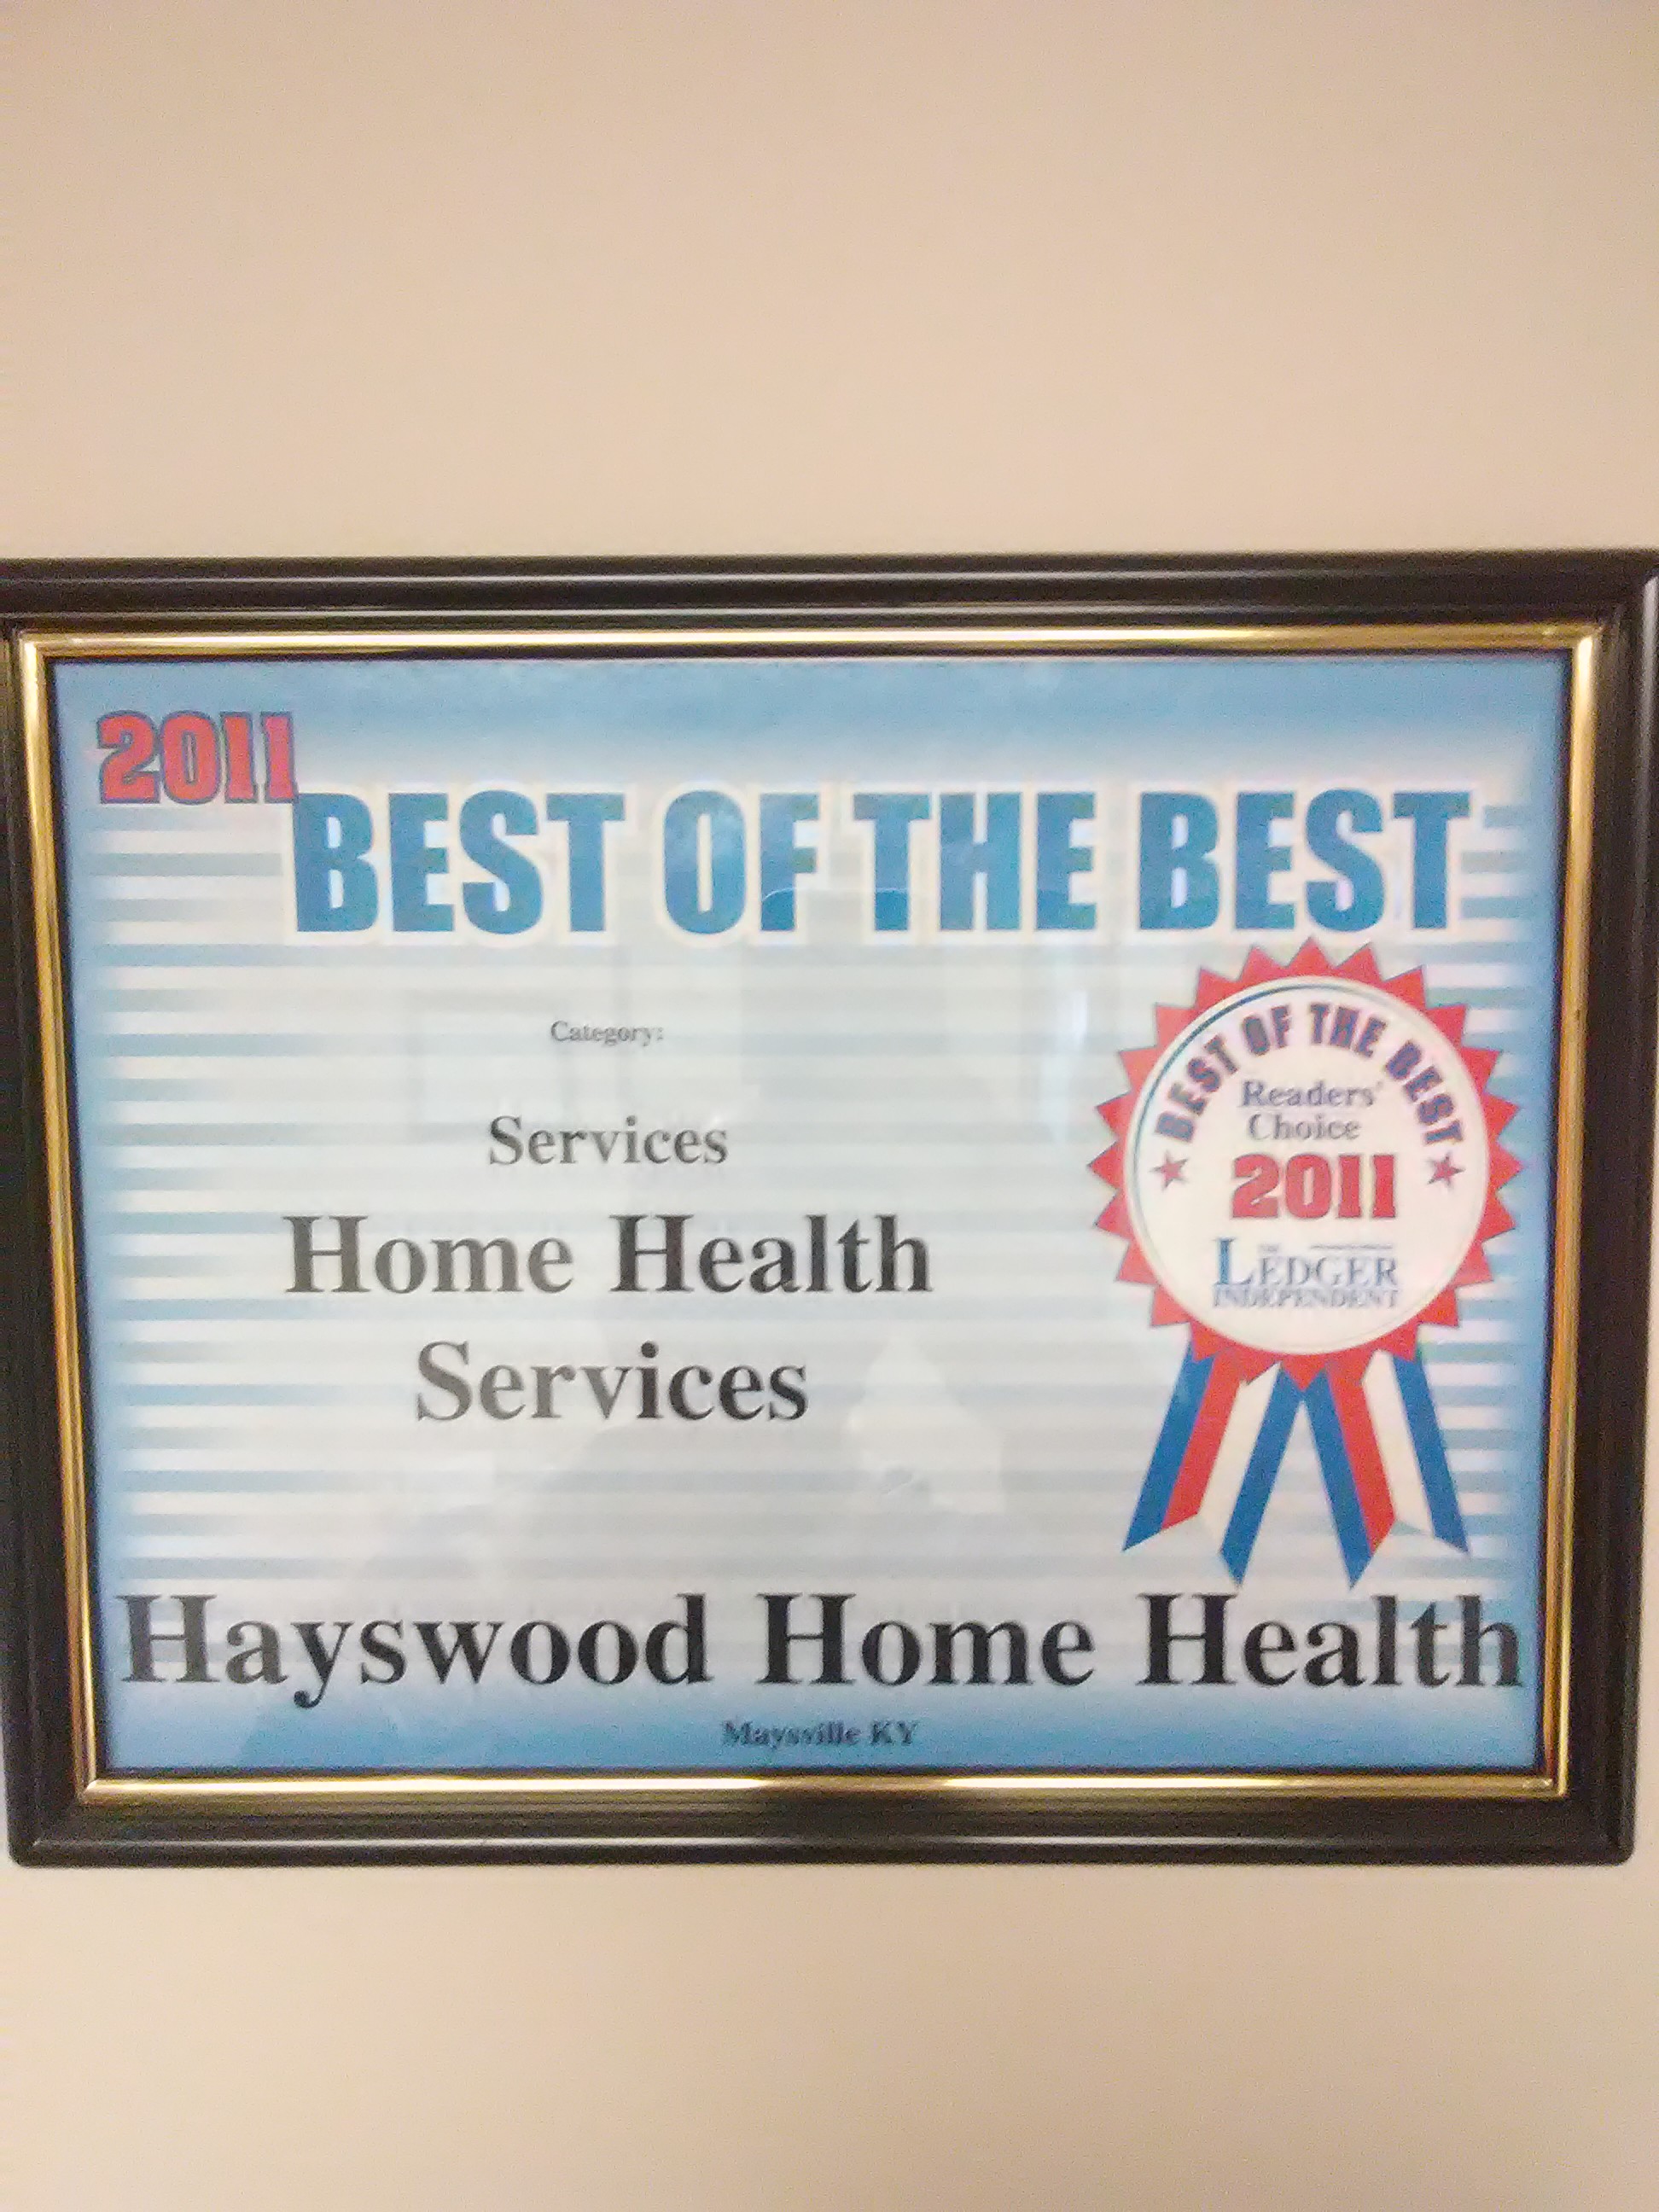 2011
BEST OF THE BEST
Category:
Services
Home Health
Services
BEST OF THE BEST
Readers'
Choice
2011
LEDGER
INDEPENDENT
Hayswood Home Health
Maysville KY